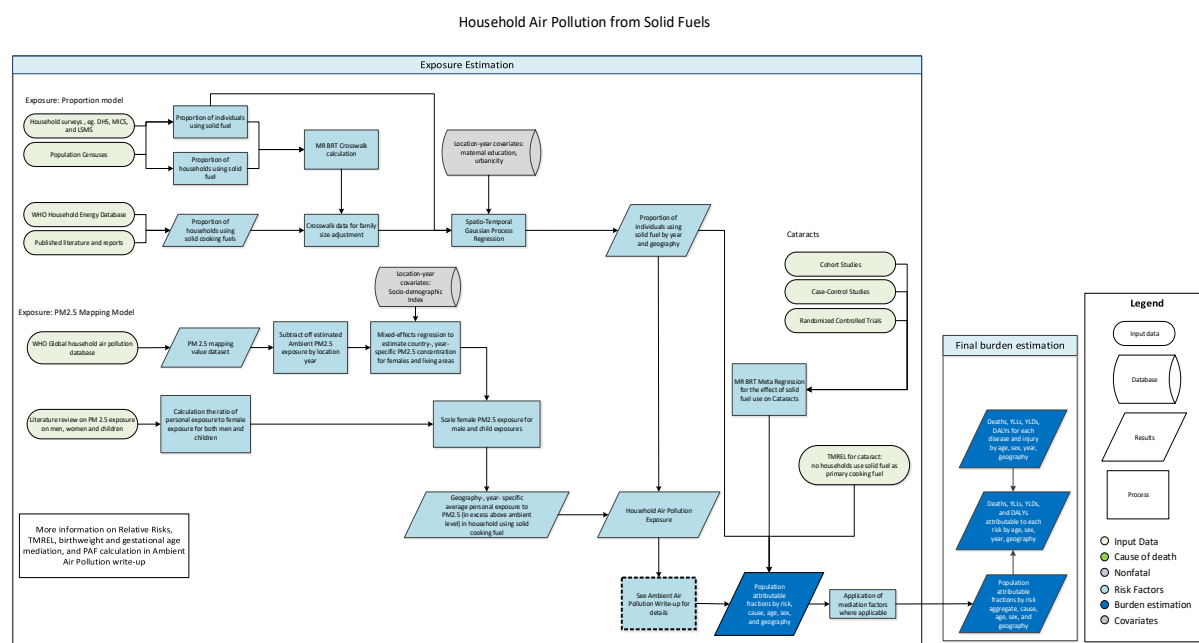 Household Air Pollution from Solid Fuels
Exposure Estimation
Exposure: Proportion model
Household surveys , eg. DHS, MICS,
and LSMS
Population Censuses
Proportion of individuals
using solid fuel
Proportion of
households using solid
fuel
MR BRT Crosswalk
calculation
Location-year covariates:
maternal education,
urbanicity
WHO Household Energy Database
Published literature and reports
Proportion of
households using
solid cooking fuels
Crosswalk data for family
size adjustment
Spatio-Temporal
Gaussian Process
Regression
Proportion of
individuals using
solid fuel by year
and geography
Cataracts
Cohort Studies
Case-Control Studies
Randomized Controlled Trials
Location-year
covariates:
Socio-demographic
Index
Exposure: PM2.5 Mapping Model
WHO Global household air pollution
database
PM 2.5 mapping
value dataset
Subtract off estimated
Ambient PM2.5
exposure by location
year
Mixed-effects regression to
estimate country-, year-
specific PM2.5 concentration
for females and living areas
MR BRT Meta Regression
for the effect of solid
fuel use on Cataracts
Literature review on PM 2.5 exposure
on men, women and children
Calculation the ratio of
personal exposure to female
exposure for both men and
children
Scale female PM2.5 exposure for
male and child exposures
TMREL for cataract:
no households use solid fuel as
primary cooking fuel
Geography-, year- specific
average personal exposure to
PM2.5 (in excess above ambient
level) in household using solid
cooking fuel
Household Air Pollution
Exposure
More information on Relative Risks,
TMREL, birthweight and gestational age
mediation, and PAF calculation in Ambient
Air Pollution write-up
See Ambient Air
Pollution Write-up for
details
Population
attributable
fractions by risk,
cause, age, sex,
and geography
Application of
mediation factors
where applicable
Final burden estimation
Deaths, YLLs, YLDs,
DALYs for each
disease and injury
by age, sex, year,
geography
Deaths, YLLs, YLDs,
and DALYs
attributable to each
risk by age, sex,
year, geography
Population
attributable
fractions by risk
aggregate, cause,
age, sex, and
geography
Legend
Input data
Database
Results
Process
Input Data
Cause of death
Nonfatal
Risk Factors
Burden estimation
Covariates